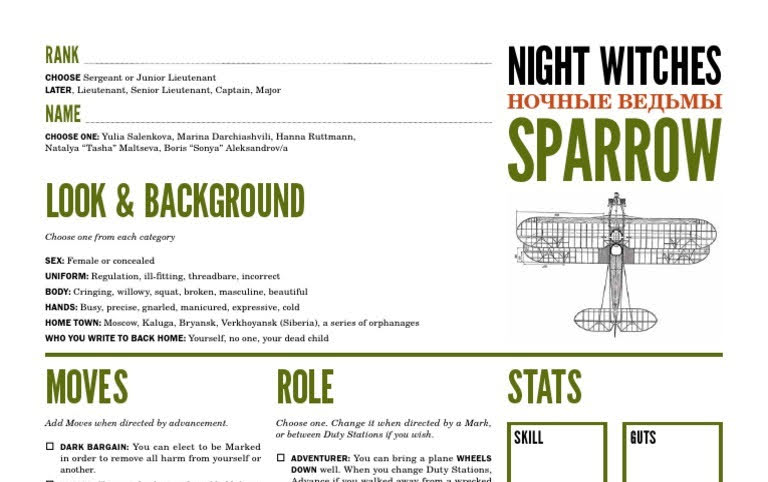 RANK
CHOOSE Sergeant or Junior Lieutenant
LATER, Lieutenant, Senior Lieutenant, Captain, Major
NAME
CHOOSE ONE: Yulia Salenkova, Marina Darchiashvili, Hanna Ruttmann,
Natalya “Tasha” Maltseva, Boris “Sonya” Aleksandrov/a
NIGHT WITCHES
НОЧНЫЕ ВЕДЬМЫ
SPARROW
LOOK & BACKGROUND
Choose one from each category
SEX: Female or concealed
UNIFORM: Regulation, ill-fitting, threadbare, incorrect
BODY: Cringing, willowy, squat, broken, masculine, beautiful
HANDS: Busy, precise, gnarled, manicured, expressive, cold
HOME TOWN: Moscow, Kaluga, Bryansk, Verkhoyansk (Siberia), a series of orphanages
WHO YOU WRITE TO BACK HOME: Yourself, no one, your dead child
MOVES
Add Moves when directed by advancement.
DARK BARGAIN: You can elect to be Marked
in order to remove all harm from yourself or
another.
ROLE
Choose one. Change it when directed by a Mark,
or between Duty Stations if you wish.
ADVENTURER: You can bring a plane WHEELS
DOWN well. When you change Duty Stations,
Advance if you walked away from a wrecked
STATS
SKILL
GUTS